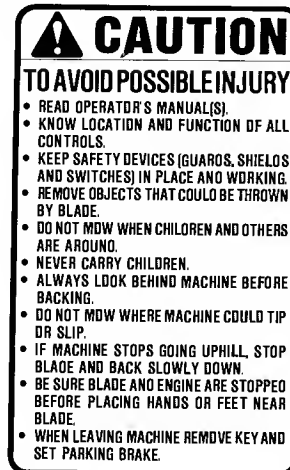 CAUTION
TO AVOID POSSIBLE INJURY
• READ OPERATOR'S MANUAL(S).
• KNOW LOCATION AND FUNCTION OF ALL
CONTROLS.
• KEEP SAFETY DEVICES (GUARDS, SHIELDS
AND SWITCHES) IN PLACE AND WORKING.
• REMOVE OBJECTS THAT COULD BE THROWN
BY BLADE.
• DO NOT MOW WHEN CHILDREN AND OTHERS
ARE AROUND.
• NEVER CARRY CHILDREN.
• ALWAYS LOOK BEHIND MACHINE BEFORE
BACKING.
• DO NOT MOW WHERE MACHINE COULD TIP
OR SLIP.
• IF MACHINE STOPS GOING UPHILL, STOP
BLADE AND BACK SLOWLY DOWN.
• BE SURE BLADE AND ENGINE ARE STOPPED
BEFORE PLACING HANDS OR FEET NEAR
BLADE.
• WHEN LEAVING MACHINE REMOVE KEY AND
SET PARKING BRAKE.